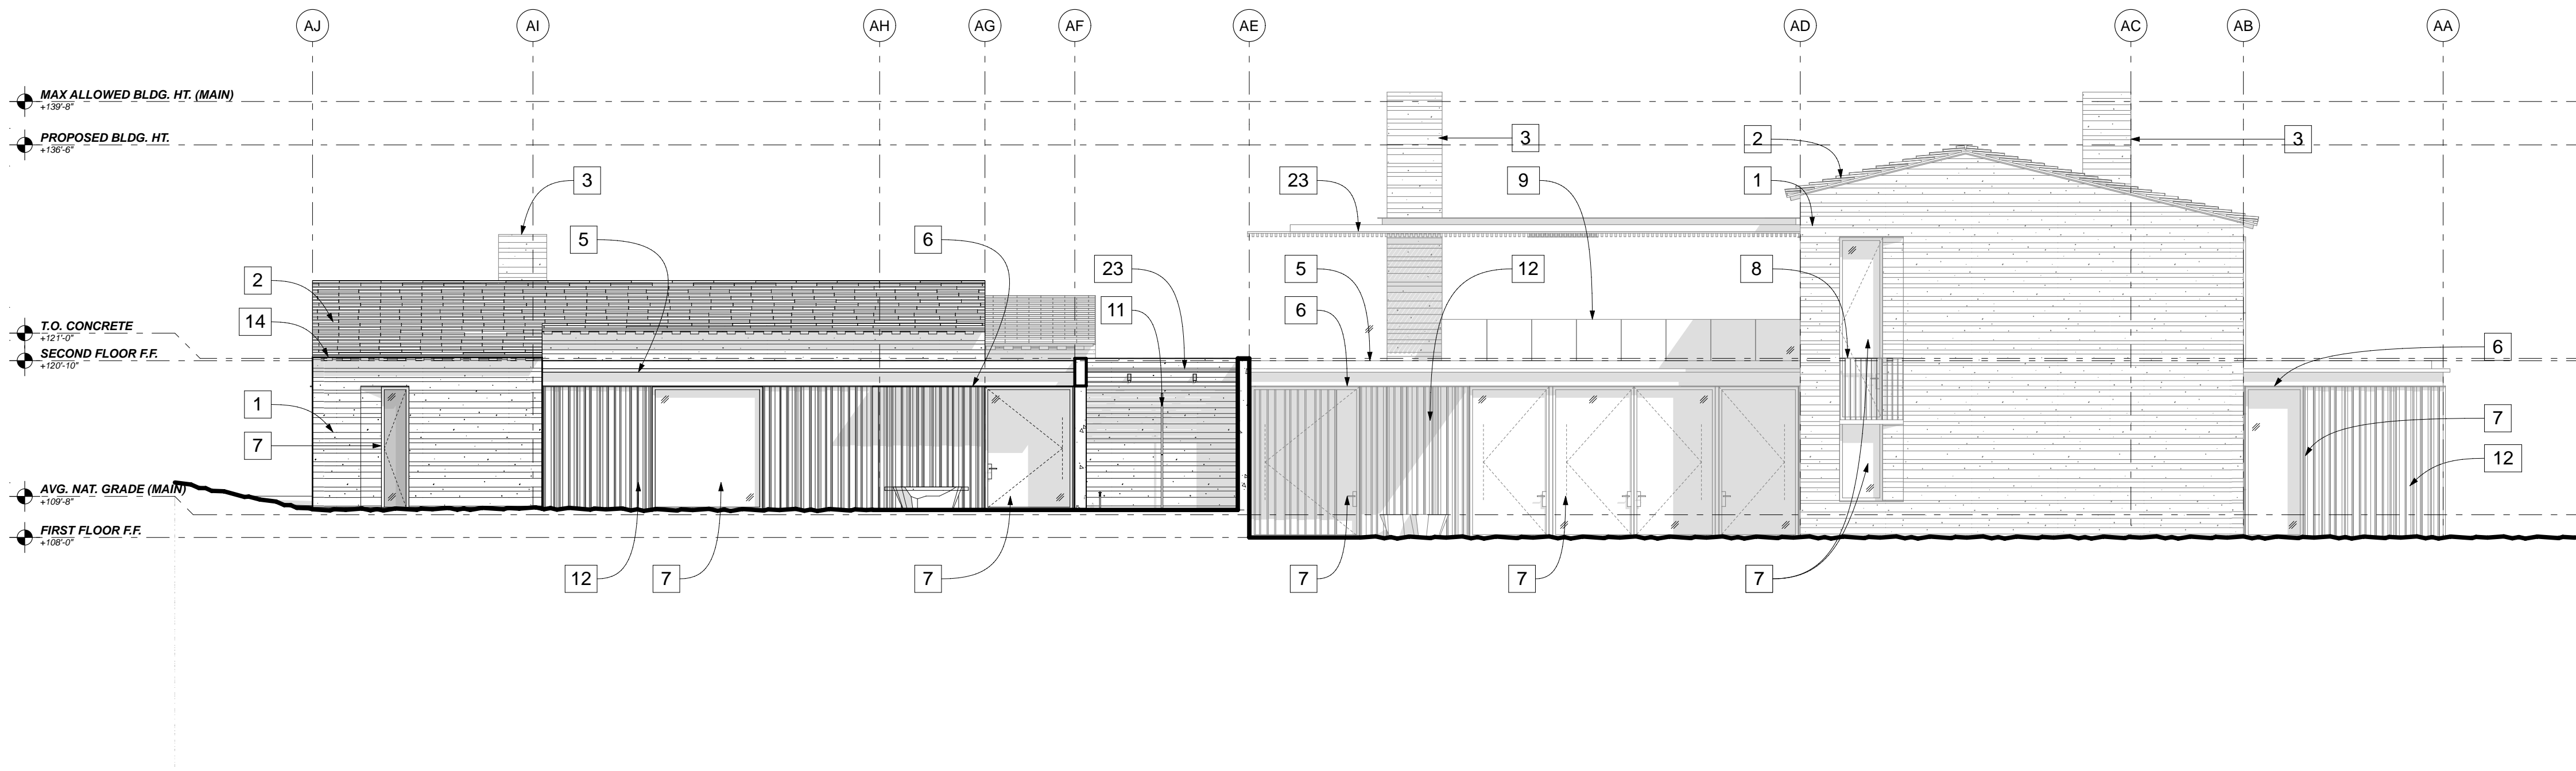 AJ AI AH AG AF AE AD AC AB AA
MAX ALLOWED BLDG. HT. (MAIN)
+139'-8"
PROPOSED BLDG. HT.
+136'-6"
3 2 3
3 23 9 1
5 6
2 23 5 12 8
14 11 6
T.O. CONCRETE
+121'-0"
SECOND FLOOR F.F.
+120'-10"
6
1
7
7
12
AVG. NAT. GRADE (MAIN)
+109'-8"
FIRST FLOOR F.F.
+108'-0"
12 7 7 7 7 7